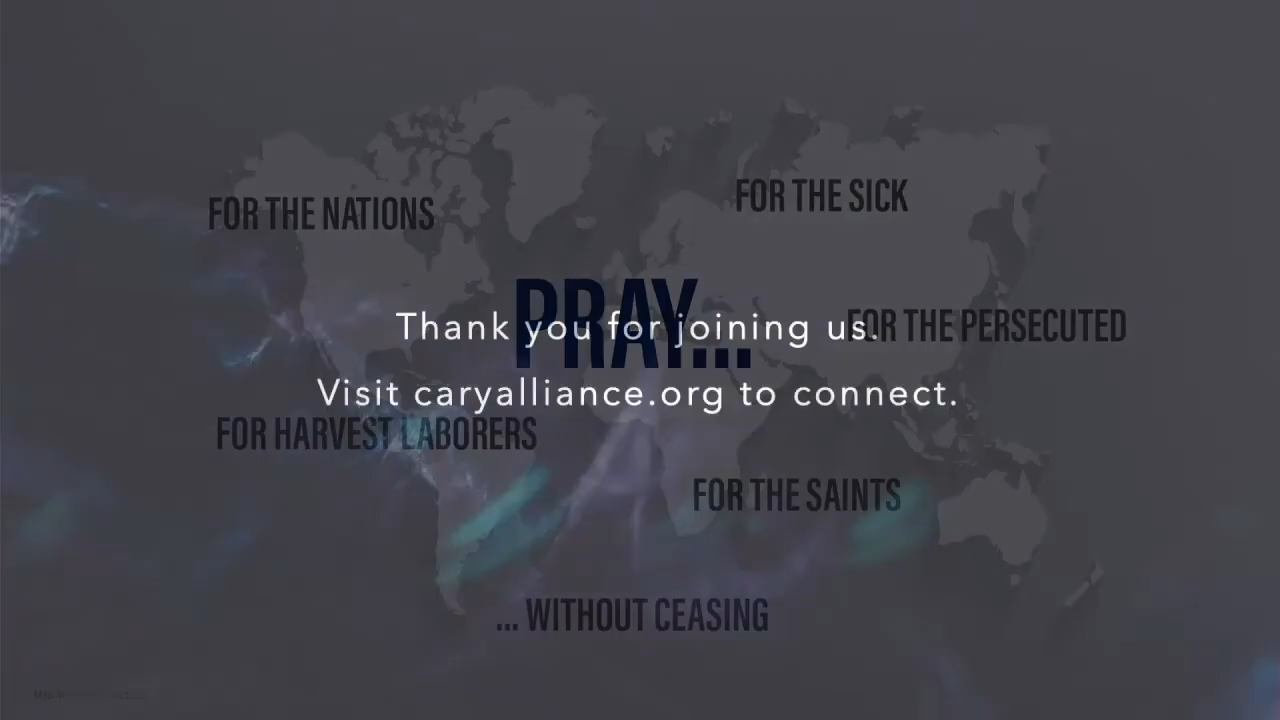 FOR THE SICK
FOR THE NATIONS
PRAY...
Thank you for joining us.
FOR THE PERSECUTED
Visit caryalliance.org to connect.
FOR HARVEST LABORERS
FOR THE SAINTS
... WITHOUT CEASING